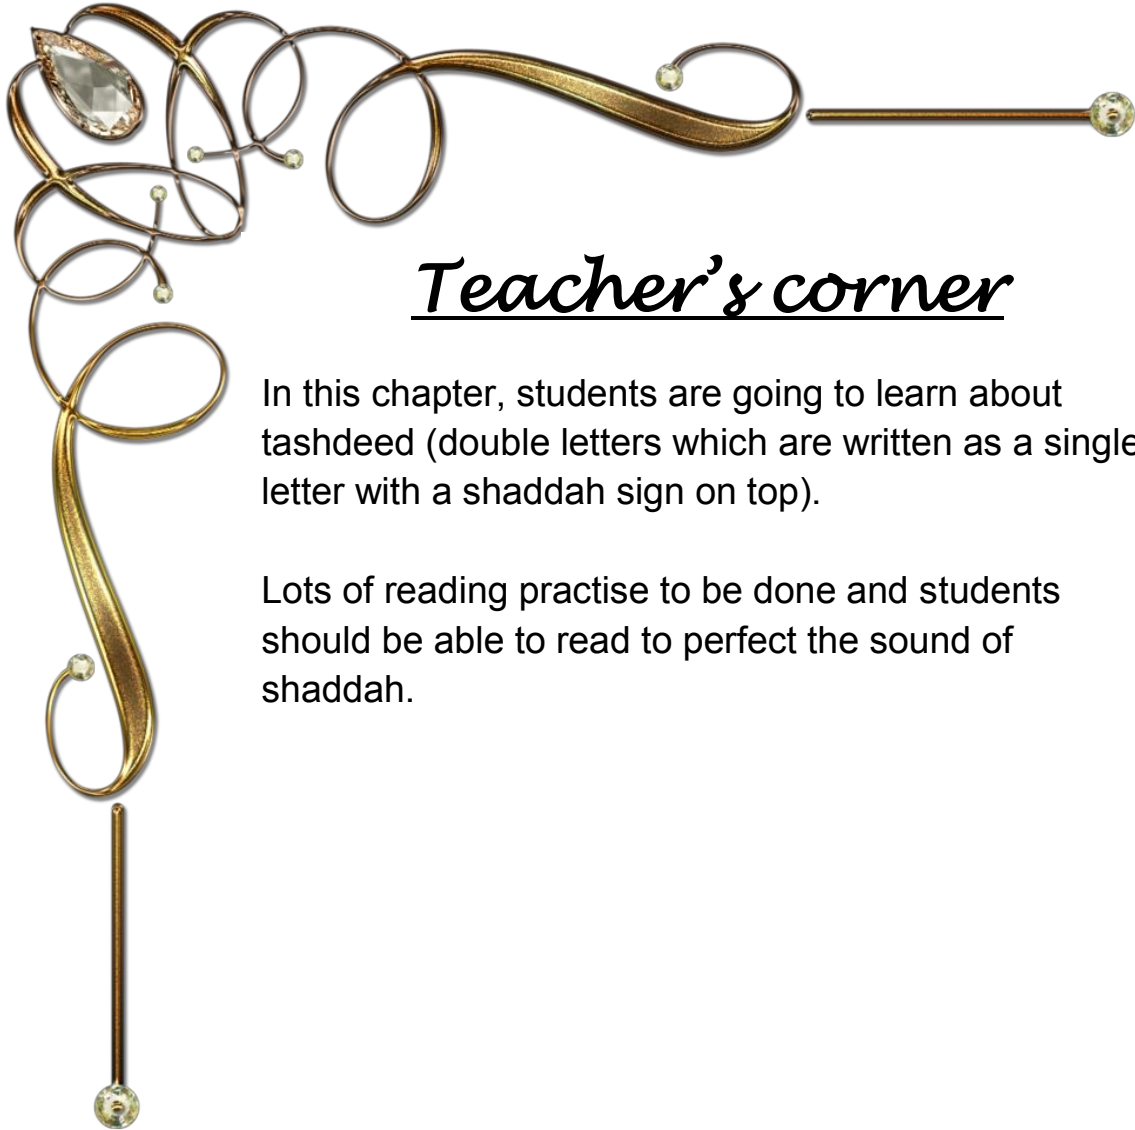 Teacher’s corner
In this chapter, students are going to learn about
tashdeed (double letters which are written as a single
letter with a shaddah sign on top).
Lots of reading practise to be done and students
should be able to read to perfect the sound of
shaddah.